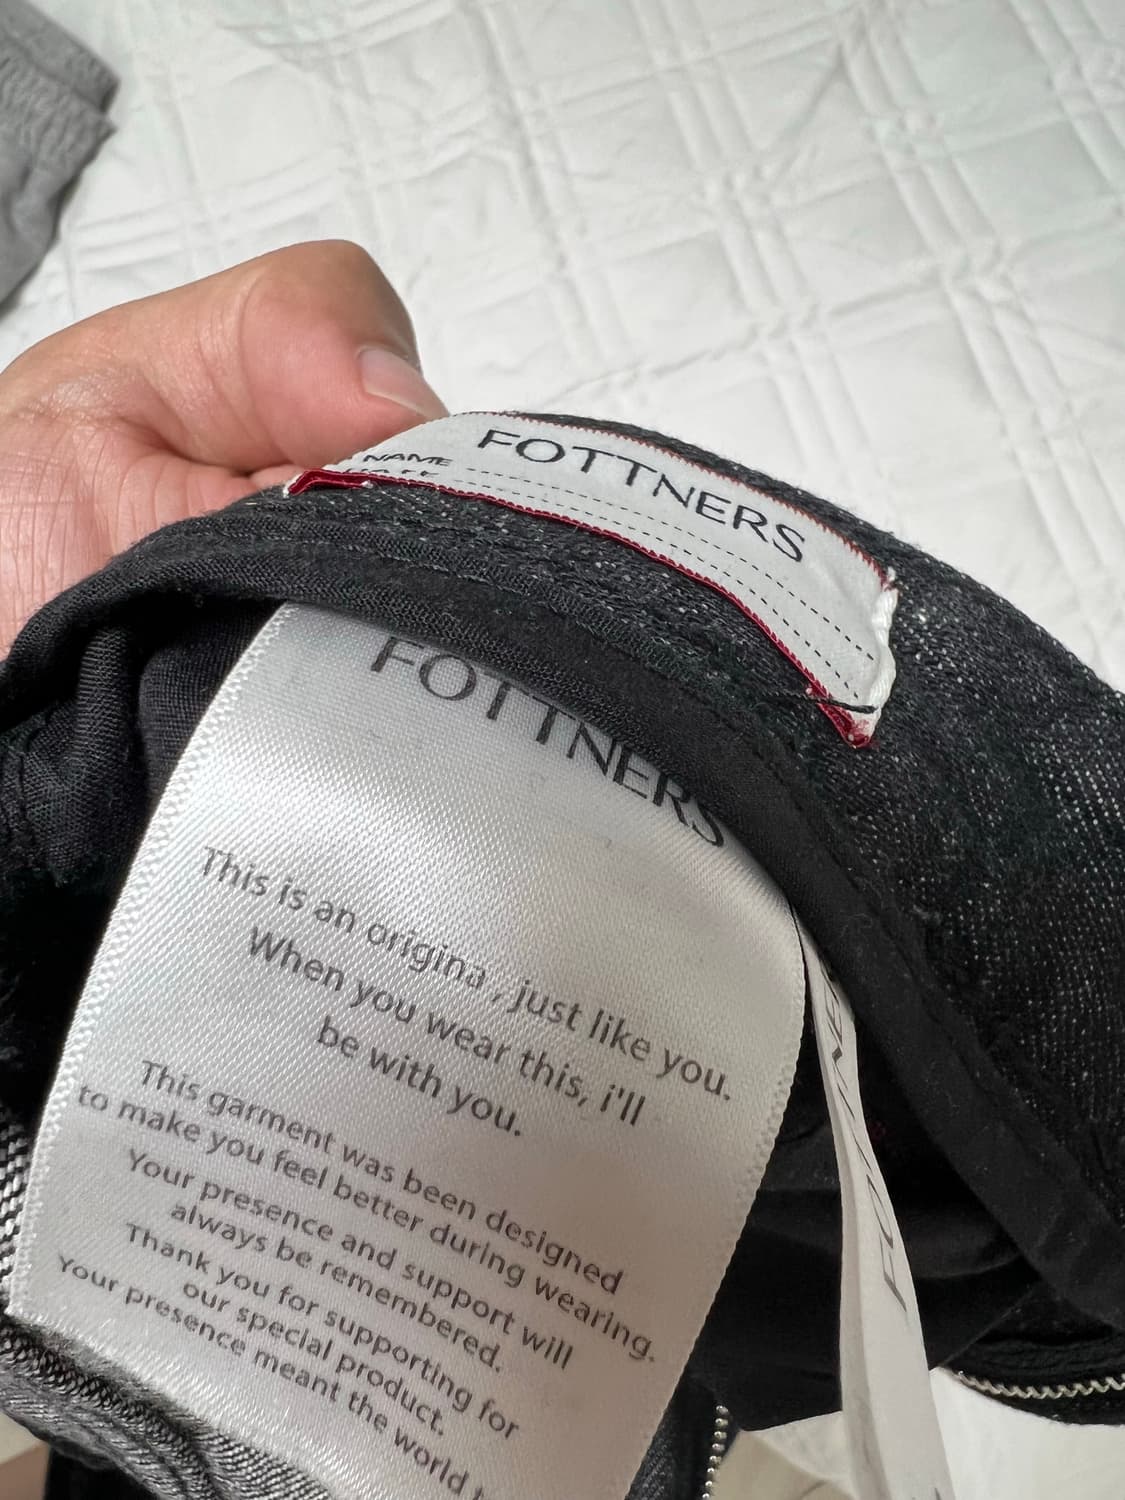 FOTTNERS
NAME
FOTTNERS
This is an origina , just like you.
When you wear this, i'll
be with you.
This garment was been designed
to make you feel better during wearing.
Your presence and support will
always be remembered.
Thank you for supporting for
our special product.
Your presence meant the world